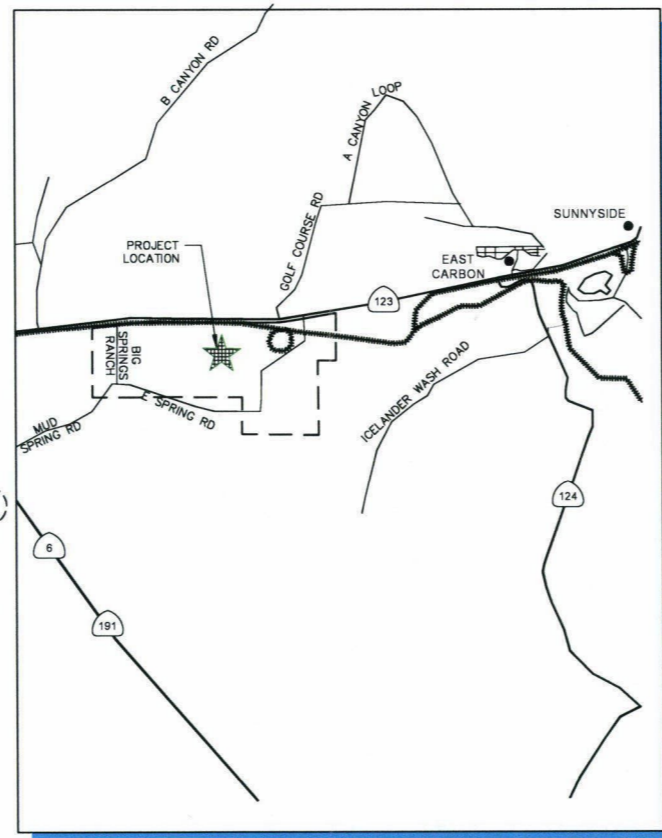 B CANYON RD
A CANYON LOOP
GOLF COURSE RD
SUNNYSIDE
PROJECT
LOCATION
EAST
CARBON
123
BIG
SPRINGS
RANCH
E SPRING RD
MUD
SPRING RD
ICELANDER WASH ROAD
124
6
191